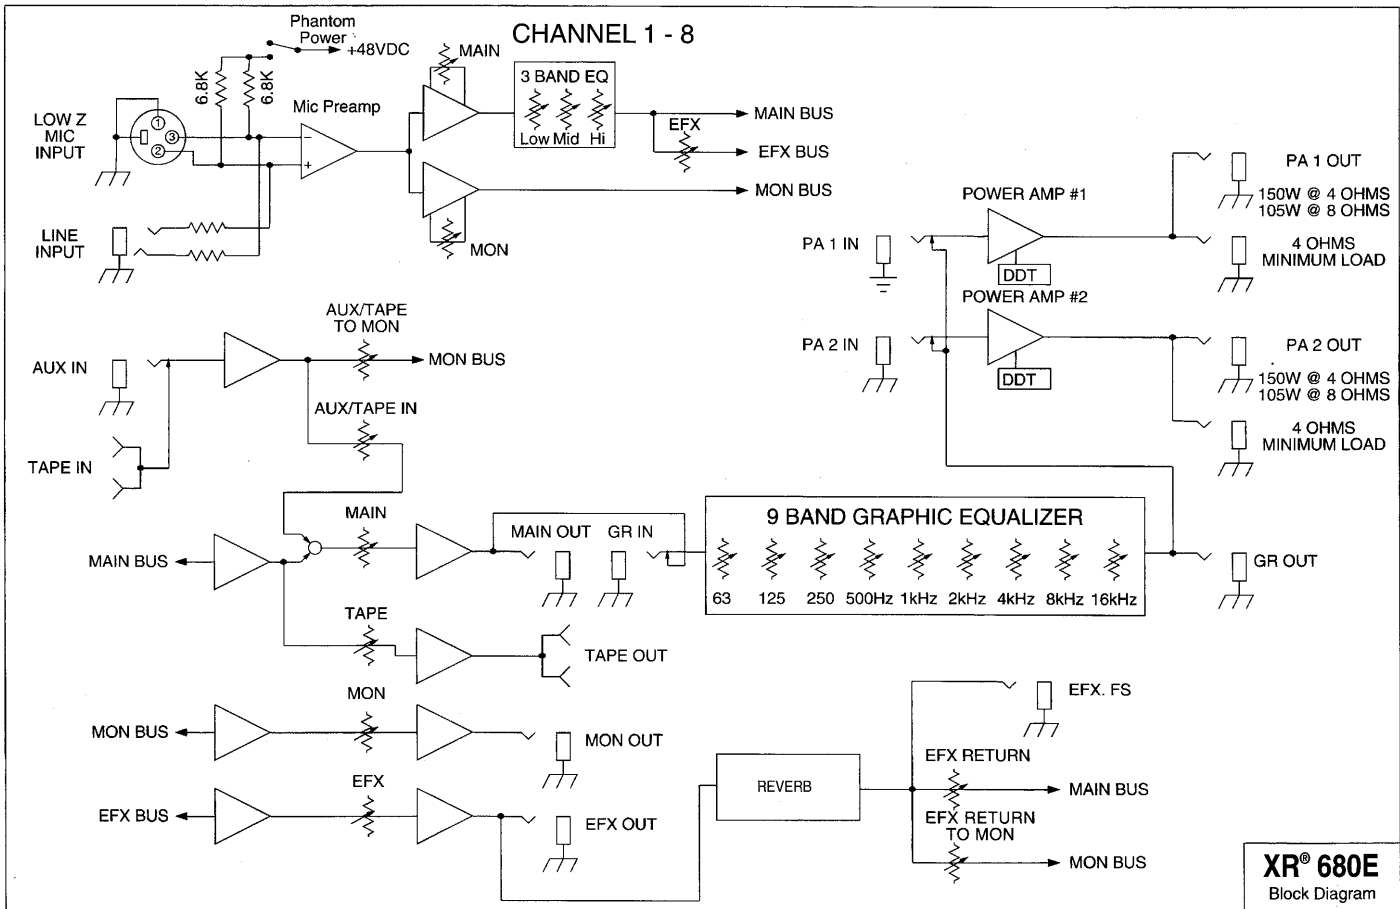 CHANNEL 1 - 8
Phantom
Power
+48VDC
6.8K
6.8K
LOW Z
MIC
INPUT
1
3
2
Mic Preamp
−
+
MAIN
3 BAND EQ
Low Mid Hi
EFX
MAIN BUS
EFX BUS
MON BUS
MON
LINE
INPUT
PA 1 IN
POWER AMP #1
DDT
PA 1 OUT
150W @ 4 OHMS
105W @ 8 OHMS
4 OHMS
MINIMUM LOAD
PA 2 IN
POWER AMP #2
DDT
PA 2 OUT
150W @ 4 OHMS
105W @ 8 OHMS
4 OHMS
MINIMUM LOAD
AUX IN
AUX/TAPE
TO MON
MON BUS
AUX/TAPE IN
TAPE IN
MAIN BUS
MAIN
MAIN OUT
GR IN
9 BAND GRAPHIC EQUALIZER
63 125 250 500Hz 1kHz 2kHz 4kHz 8kHz 16kHz
GR OUT
TAPE
TAPE OUT
MON BUS
MON
MON OUT
EFX BUS
EFX
EFX OUT
REVERB
EFX. FS
EFX RETURN
MAIN BUS
EFX RETURN
TO MON
MON BUS
XR® 680E
Block Diagram